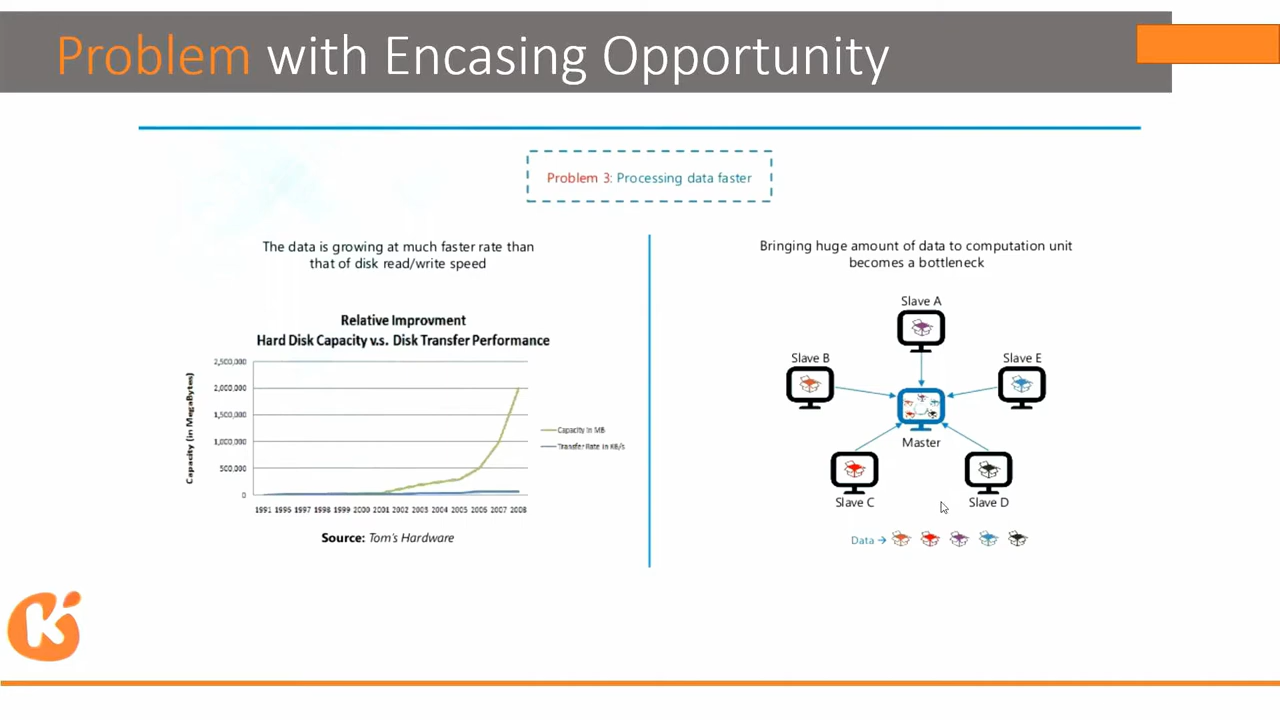 Problem with Encasing Opportunity
Problem 3: Processing data faster
The data is growing at much faster rate than
that of disk read/write speed
Relative Improvment
Hard Disk Capacity v.s. Disk Transfer Performance
Capacity (in MegaBytes)
2,500,000
2,000,000
1,500,000
1,000,000
500,000
0
1991 1995 1997 1998 1999 2000 2001 2002 2003 2004 2005 2006 2007 2008
Capacity in MB
Transfer Rate in KB/s
Source: Tom's Hardware
Bringing huge amount of data to computation unit
becomes a bottleneck
Slave A
Slave B
Slave E
Master
Slave C
Slave D
Data →
K